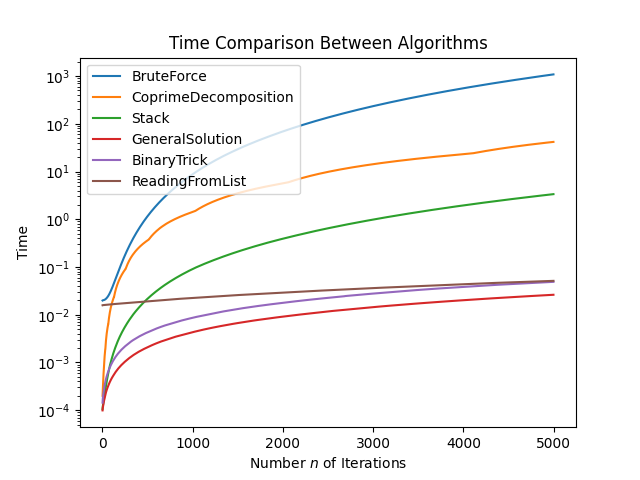 Time Comparison Between Algorithms
BruteForce
CoprimeDecomposition
Stack
GeneralSolution
BinaryTrick
ReadingFromList
Time
10³
10²
10¹
10⁰
10⁻¹
10⁻²
10⁻³
10⁻⁴
0 1000 2000 3000 4000 5000
Number n of Iterations